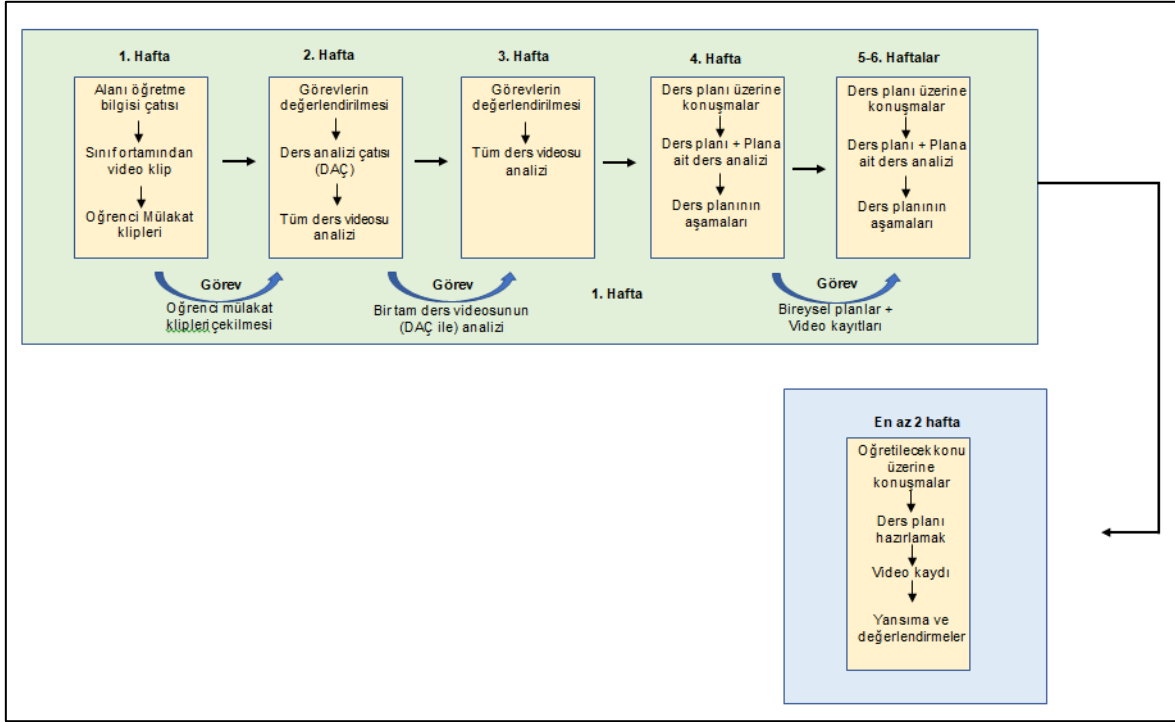 1. Hafta
Alanı öğretme
bilgisi çatısı
Sınıf ortamından
video klip
Oğrenci Mülakat
klipleri
2. Hafta
Görevlerin
değerlendirilmesi
Ders analizi çatısı
(DAÇ)
Tüm ders videosu
analizi
3. Hafta
Görevlerin
değerlendirilmesi
Tüm ders videosu
analizi
4. Hafta
Ders planı üzerine
konuşmalar
Ders planı + Plana
ait ders analizi
Ders planının
aşamaları
5-6. Haftalar
Ders planı üzerine
konuşmalar
Ders planı + Plana
ait ders analizi
Ders planının
aşamaları
Görev
Oğrenci mülakat
klipleri çekilmesi
Görev
Bir tam ders videosunun
(DAÇ ile) analizi
1. Hafta
Görev
Bireysel planlar +
Video kayıtları
En az 2 hafta
Oğretilecek konu
üzerine
konuşmalar
Ders planı
hazırlamak
Video kaydı
Yansıma ve
değerlendirmeler